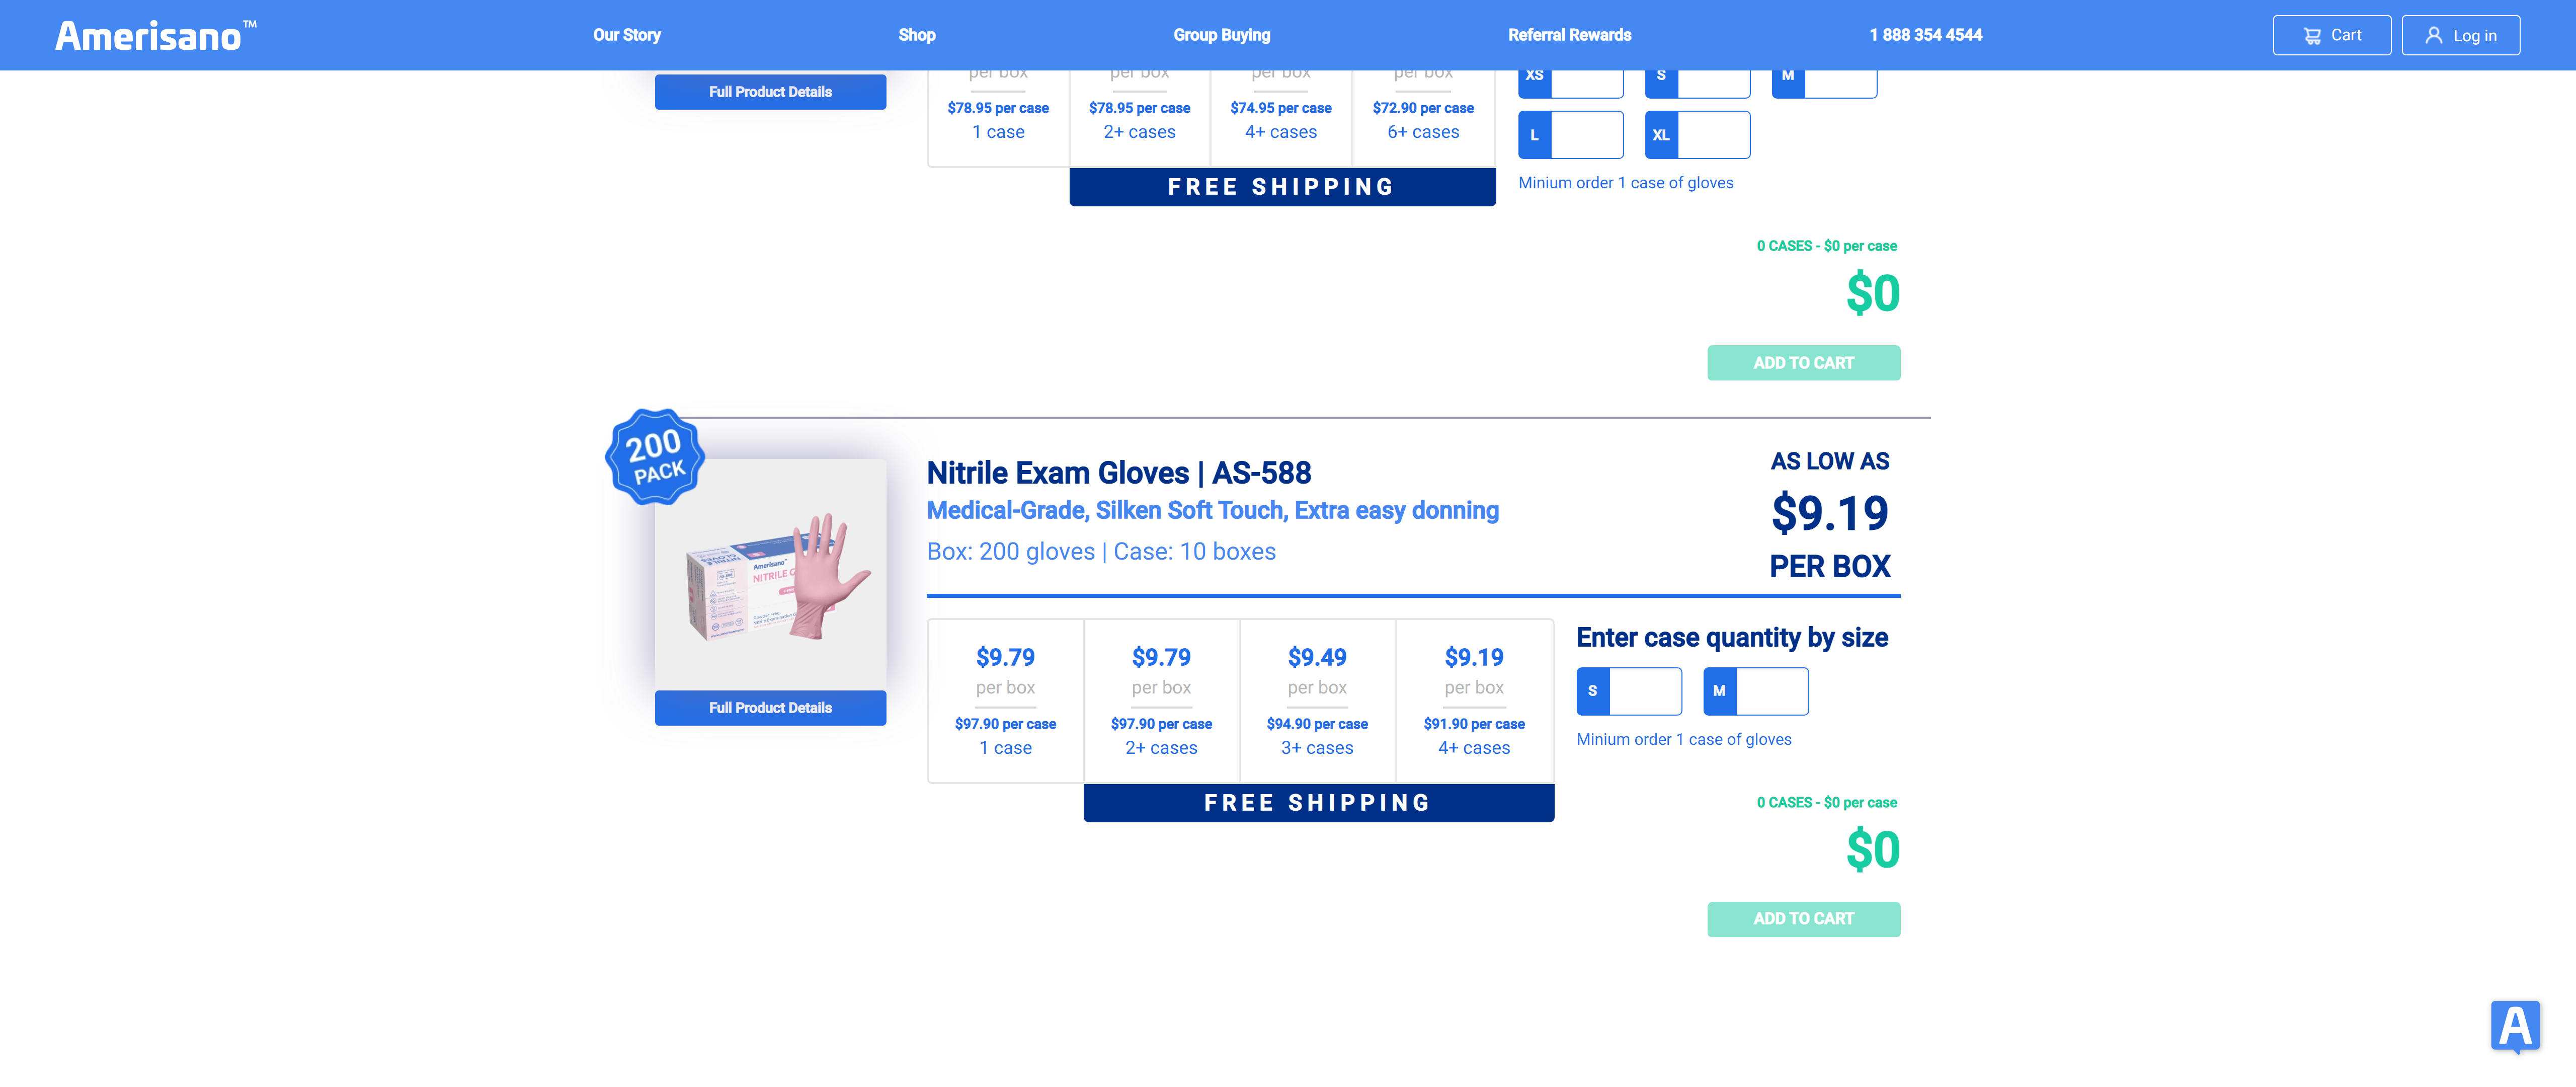 Amerisano™
Our Story
Shop
Group Buying
Referral Rewards
1 888 354 4544
Cart
Log in
Full Product Details
per box
per box
per box
per box
$78.95 per case
$78.95 per case
$74.95 per case
$72.90 per case
1 case
2+ cases
4+ cases
6+ cases
FREE SHIPPING
XS
S
M
L
XL
Minium order 1 case of gloves
0 CASES - $0 per case
$0
ADD TO CART
200
PACK
Amerisano
NITRILE G
AS-588
Full Product Details
Nitrile Exam Gloves | AS-588
Medical-Grade, Silken Soft Touch, Extra easy donning
Box: 200 gloves | Case: 10 boxes
AS LOW AS
$9.19
PER BOX
$9.79
$9.79
$9.49
$9.19
per box
per box
per box
per box
$97.90 per case
$97.90 per case
$94.90 per case
$91.90 per case
1 case
2+ cases
3+ cases
4+ cases
FREE SHIPPING
Enter case quantity by size
S
M
Minium order 1 case of gloves
0 CASES - $0 per case
$0
ADD TO CART
A